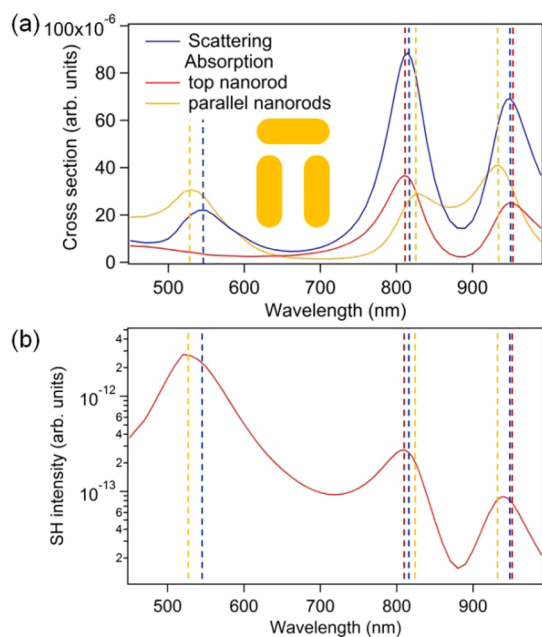 (a)
100x10⁻⁶
80
60
40
20
0
Cross section (arb. units)
Scattering
Absorption
top nanorod
parallel nanorods
500
600
700
800
900
Wavelength (nm)
(b)
4
2
10⁻¹²
6
4
2
10⁻¹³
6
4
2
SH intensity (arb. units)
500
600
700
800
900
Wavelength (nm)